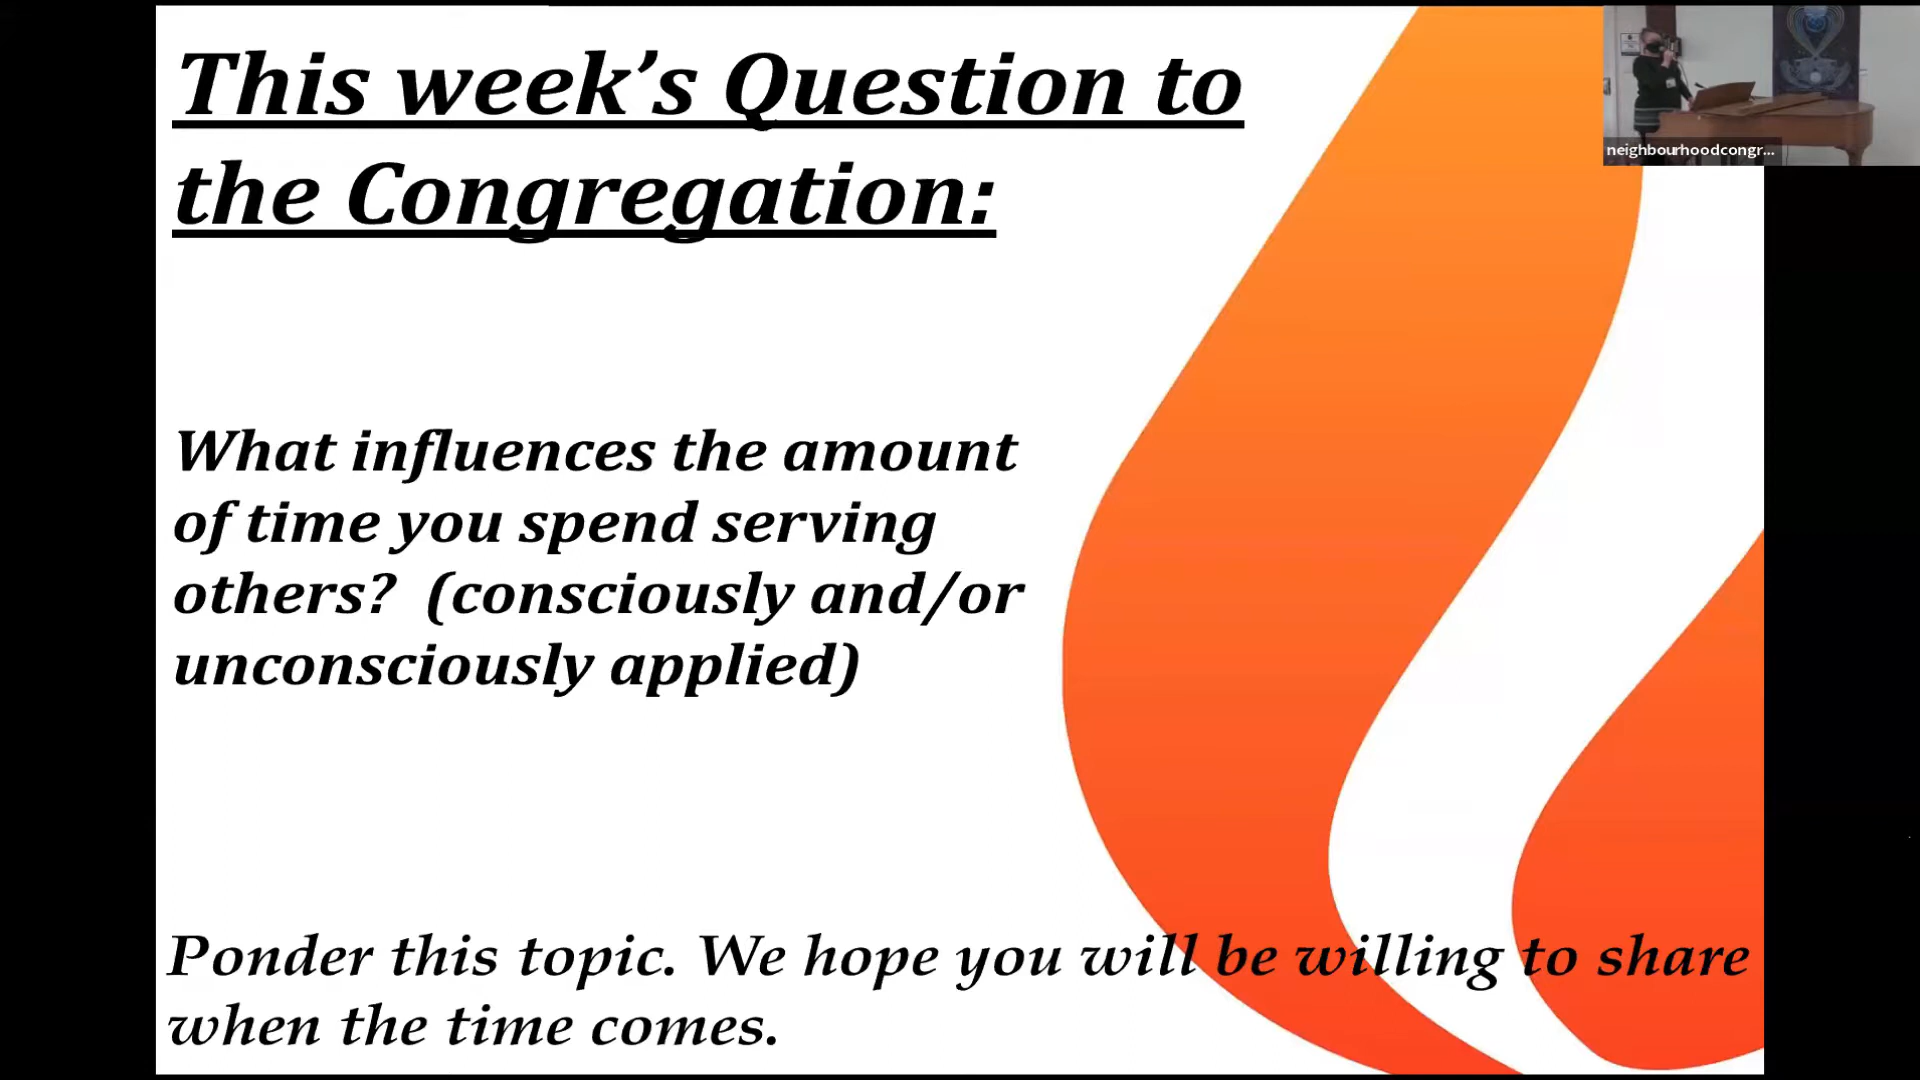 This week’s Question to
the Congregation:
neighbourhoodcongr...
What influences the amount
of time you spend serving
others?  (consciously and/or
unconsciously applied)
Ponder this topic. We hope you will be willing to share
when the time comes.